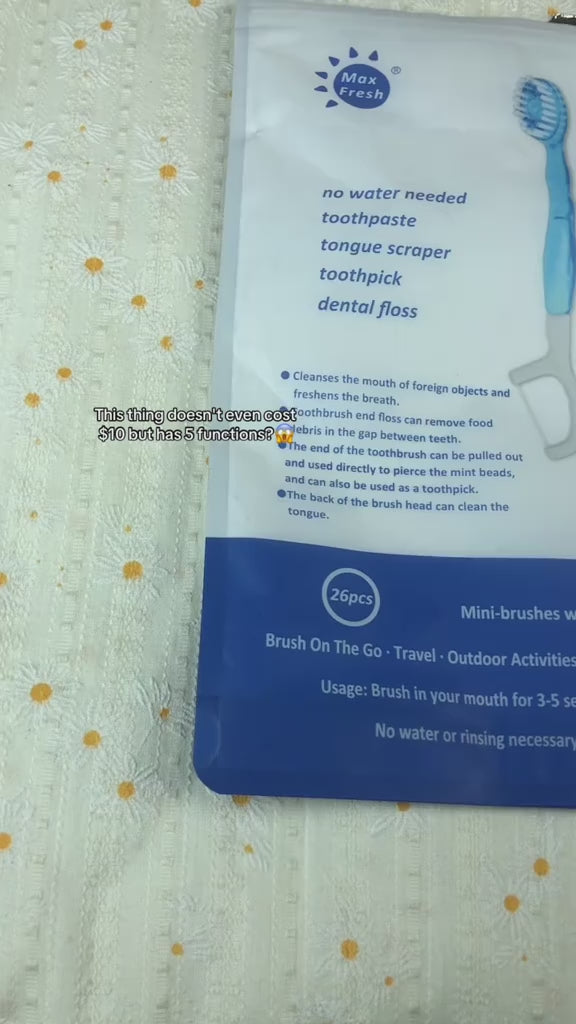 Max
Fresh
®
no water needed
toothpaste
tongue scraper
toothpick
dental floss
● Cleanses the mouth of foreign objects and
freshens the breath.
This thing doesn't even cost
$10 but has 5 functions?😱
toothbrush end floss can remove food
debris in the gap between teeth.
●The end of the toothbrush can be pulled out
and used directly to pierce the mint beads,
and can also be used as a toothpick.
●The back of the brush head can clean the
tongue.
26pcs
Mini-brushes
Brush On The Go · Travel · Outdoor Activities
Usage: Brush in your mouth for 3-5
No water or rinsing necessary